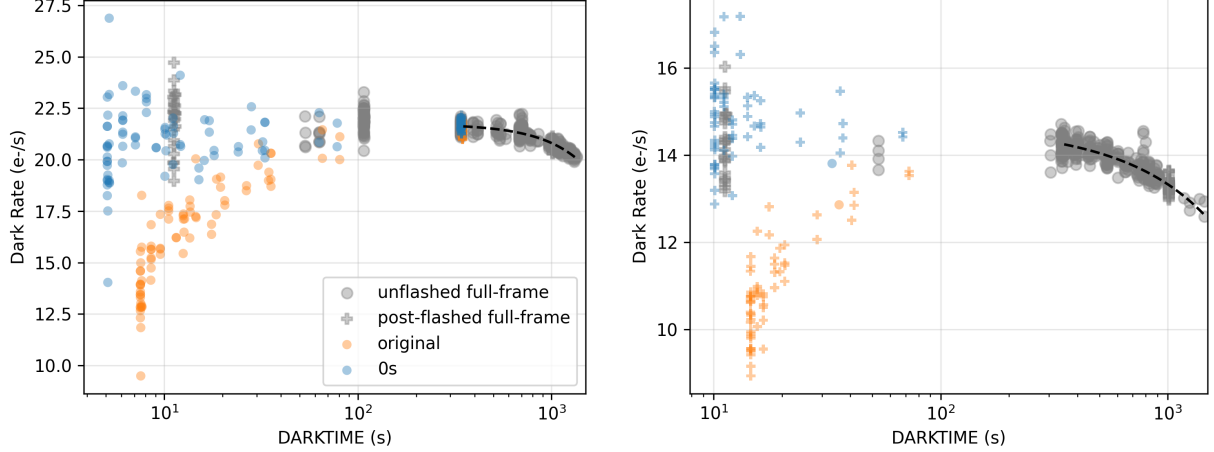 27.5
25.0
22.5
20.0
17.5
15.0
12.5
10.0
Dark Rate (e-/s)
10¹
10²
10³
DARKTIME (s)
unflashed full-frame
post-flashed full-frame
original
0s
16
14
12
10
Dark Rate (e-/s)
10¹
10²
10³
DARKTIME (s)